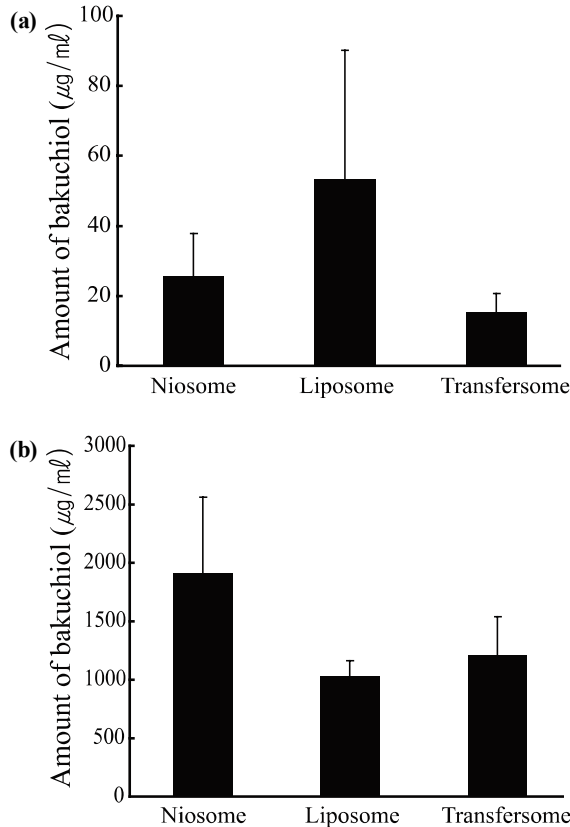 (a)
Amount of bakuchiol (㎍/㎖)
100
80
60
40
20
0
Niosome Liposome Transfersome
(b)
Amount of bakuchiol (㎍/㎖)
3000
2500
2000
1500
1000
500
0
Niosome Liposome Transfersome